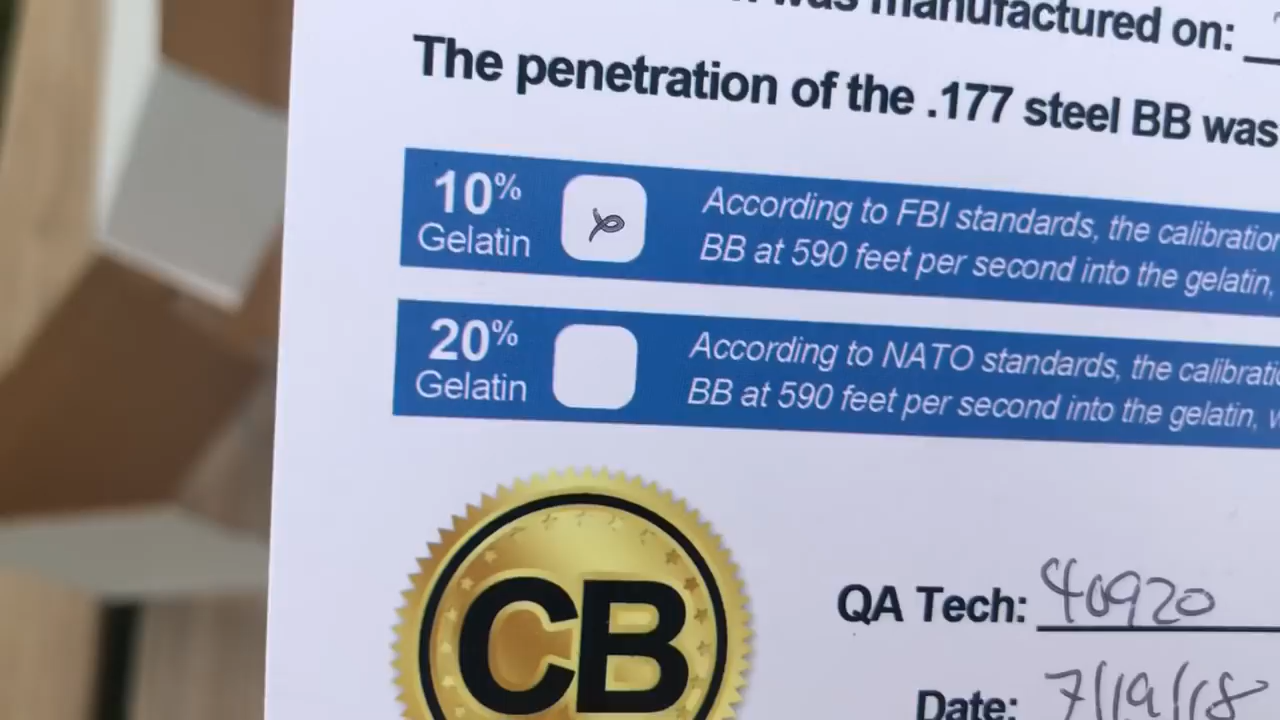 was manufactured on:
The penetration of the .177 steel BB was
10%
Gelatin
According to FBI standards, the calibration
BB at 590 feet per second into the gelatin,
20%
Gelatin
According to NATO standards, the
BB at 590 feet per second into the gelatin,
CB
QA Tech: 40920
Date: 7/19/18